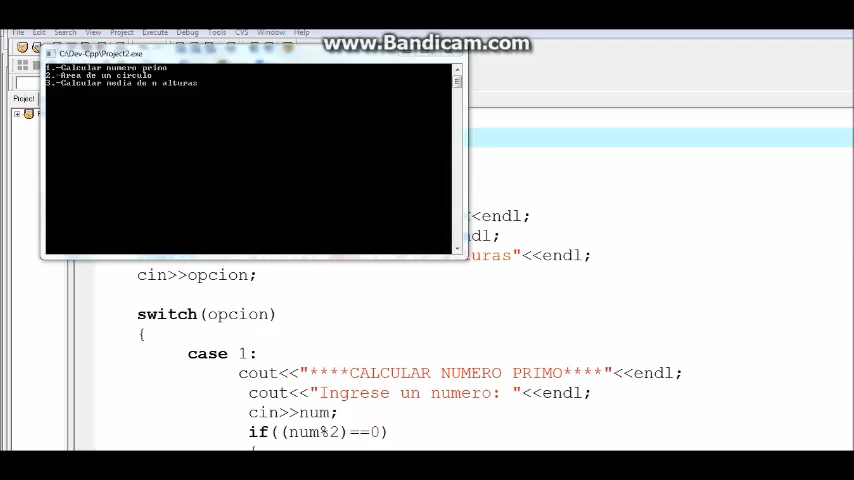 File Edit Search View Project Execute Debug Tools CVS Window Help
www.Bandicam.com
C:\Dev-Cpp\Project2.exe
1.-Calcular numero primo
2.-Area de un circulo
3.-Calcular media de n alturas
Project
<<endl;
dl;
uras"<<endl;
cin>>opcion;
switch(opcion)
{
case 1:
cout<<"****CALCULAR NUMERO PRIMO****"<<endl;
cout<<"Ingrese un numero: "<<endl;
cin>>num;
if((num%2)==0)
{